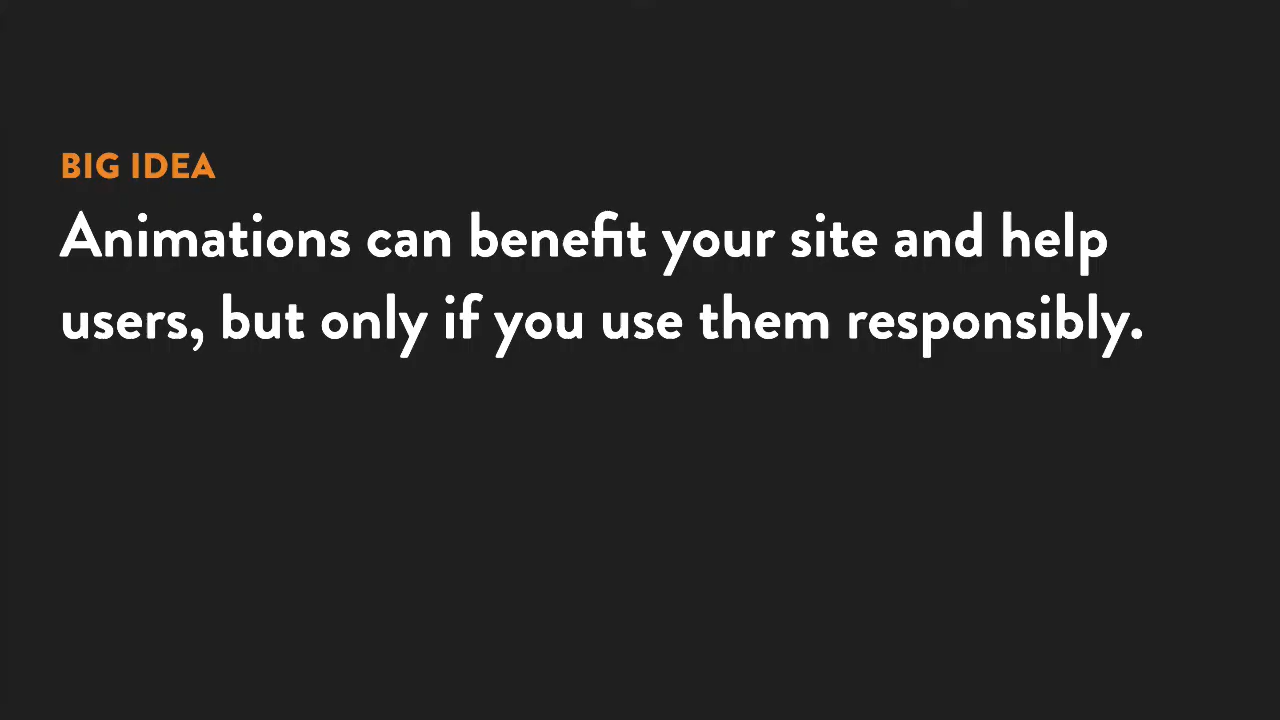 BIG IDEA
Animations can benefit your site and help
users, but only if you use them responsibly.